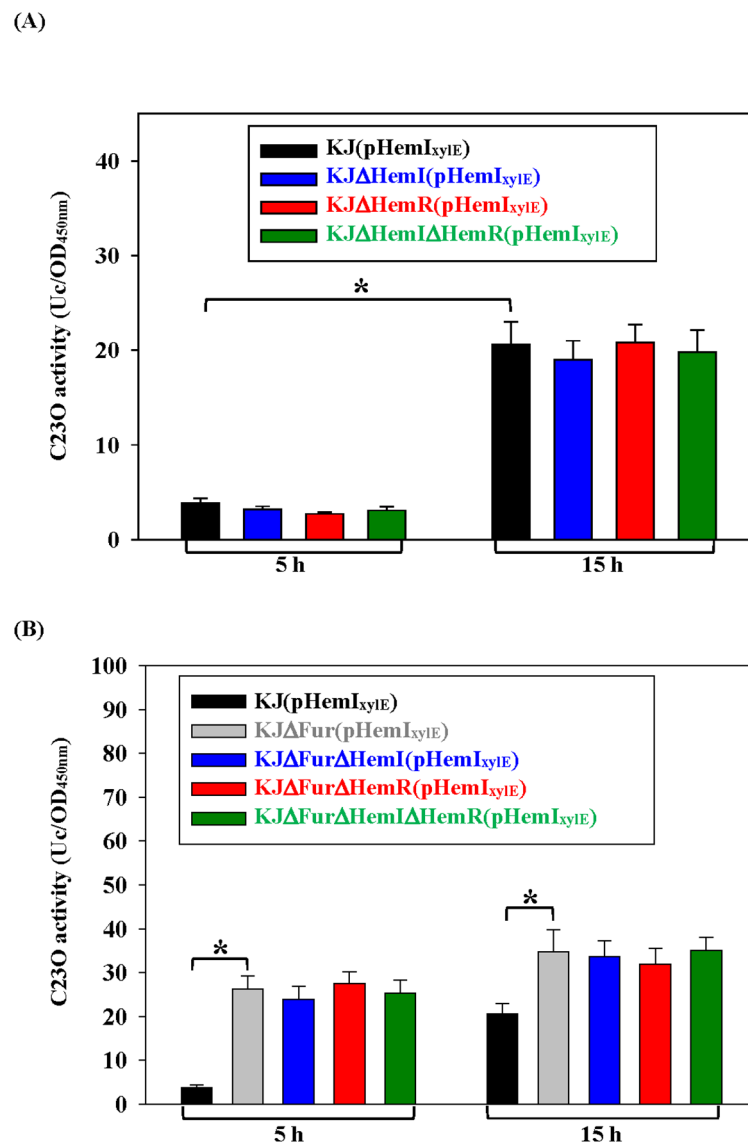 (A)
C23O activity (Uc/OD450nm)
40
30
20
10
0
KJ(pHemIxylE)
KJΔHemI(pHemIxylE)
KJΔHemR(pHemIxylE)
KJΔHemIΔHemR(pHemIxylE)
*
5 h
15 h
(B)
C23O activity (Uc/OD450nm)
100
90
80
70
60
50
40
30
20
10
0
KJ(pHemIxylE)
KJΔFur(pHemIxylE)
KJΔFurΔHemI(pHemIxylE)
KJΔFurΔHemR(pHemIxylE)
KJΔFurΔHemIΔHemR(pHemIxylE)
*
*
5 h
15 h